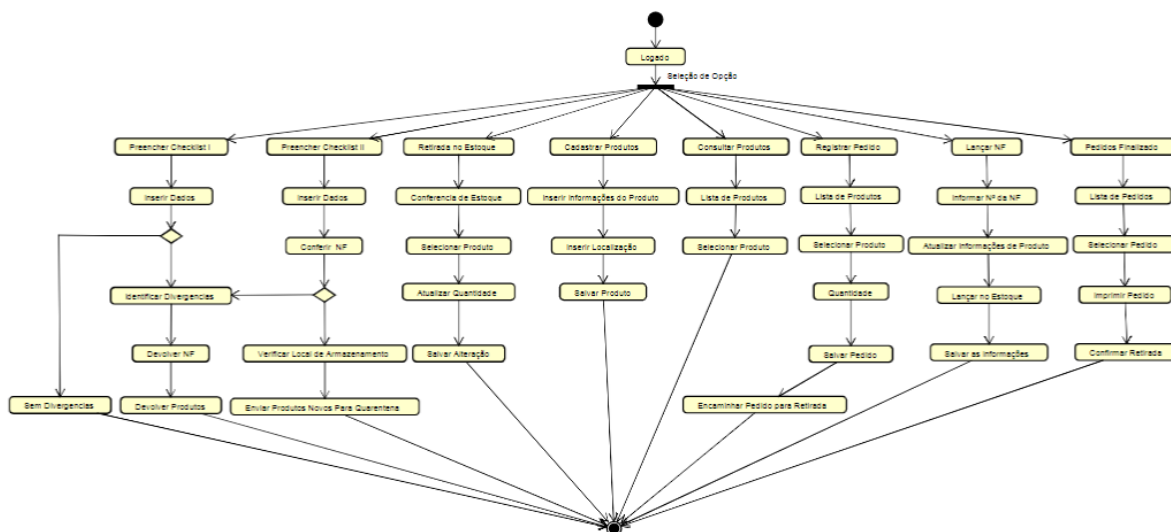 Logado
Seleção de Opção
Preencher Checklist I
Preencher Checklist II
Retirada no Estoque
Cadastrar Produtos
Consultar Produtos
Registrar Pedido
Lançar NF
Pedidos Finalizado
Inserir Dados
Inserir Dados
Conferencia de Estoque
Inserir Informações do Produto
Lista de Produtos
Lista de Produtos
Informar Nº da NF
Lista de Pedidos
Conferir NF
Selecionar Produto
Inserir Localização
Selecionar Produto
Selecionar Produto
Atualizar Informações de Produto
Selecionar Pedido
Identificar Divergencias
Atualizar Quantidade
Salvar Produto
Quantidade
Lançar no Estoque
Imprimir Pedido
Devolver NF
Verificar Local de Armazenamento
Salvar Alteração
Salvar Pedido
Salvar as Informações
Confirmar Retirada
Sem Divergencias
Devolver Produtos
Enviar Produtos Novos Para Quarentena
Encaminhar Pedido para Retirada